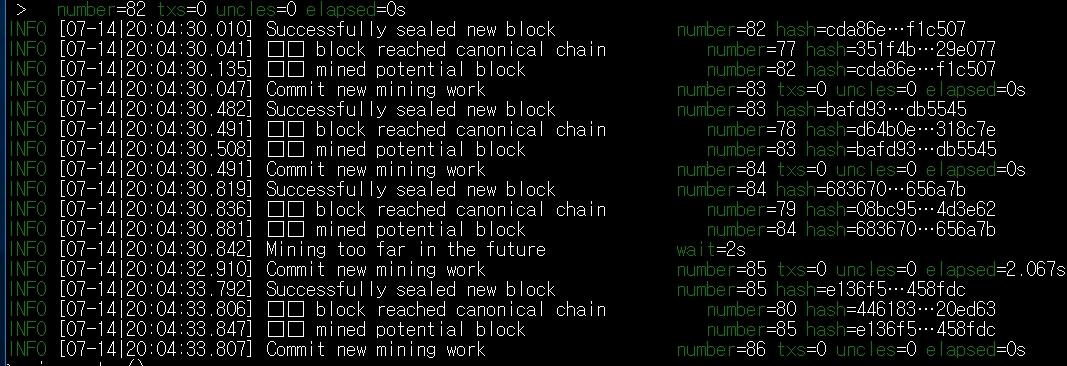 > number=82 txs=0 uncles=0 elapsed=0s
INFO [07-14|20:04:30.010] Successfully sealed new block number=82 hash=cda86e…f1c507
INFO [07-14|20:04:30.041] □□ block reached canonical chain number=77 hash=351f4b…29e077
INFO [07-14|20:04:30.135] □□ mined potential block number=82 hash=cda86e…f1c507
INFO [07-14|20:04:30.047] Commit new mining work number=83 txs=0 uncles=0 elapsed=0s
INFO [07-14|20:04:30.482] Successfully sealed new block number=83 hash=bafd93…db5545
INFO [07-14|20:04:30.491] □□ block reached canonical chain number=78 hash=d64b0e…318c7e
INFO [07-14|20:04:30.508] □□ mined potential block number=83 hash=bafd93…db5545
INFO [07-14|20:04:30.491] Commit new mining work number=84 txs=0 uncles=0 elapsed=0s
INFO [07-14|20:04:30.819] Successfully sealed new block number=84 hash=683670…656a7b
INFO [07-14|20:04:30.836] □□ block reached canonical chain number=79 hash=08bc95…4d3e62
INFO [07-14|20:04:30.881] □□ mined potential block number=84 hash=683670…656a7b
INFO [07-14|20:04:30.842] Mining too far in the future wait=2s
INFO [07-14|20:04:32.910] Commit new mining work number=85 txs=0 uncles=0 elapsed=2.067s
INFO [07-14|20:04:33.792] Successfully sealed new block number=85 hash=e136f5…458fdc
INFO [07-14|20:04:33.806] □□ block reached canonical chain number=80 hash=446183…20ed63
INFO [07-14|20:04:33.847] □□ mined potential block number=85 hash=e136f5…458fdc
INFO [07-14|20:04:33.807] Commit new mining work number=86 txs=0 uncles=0 elapsed=0s